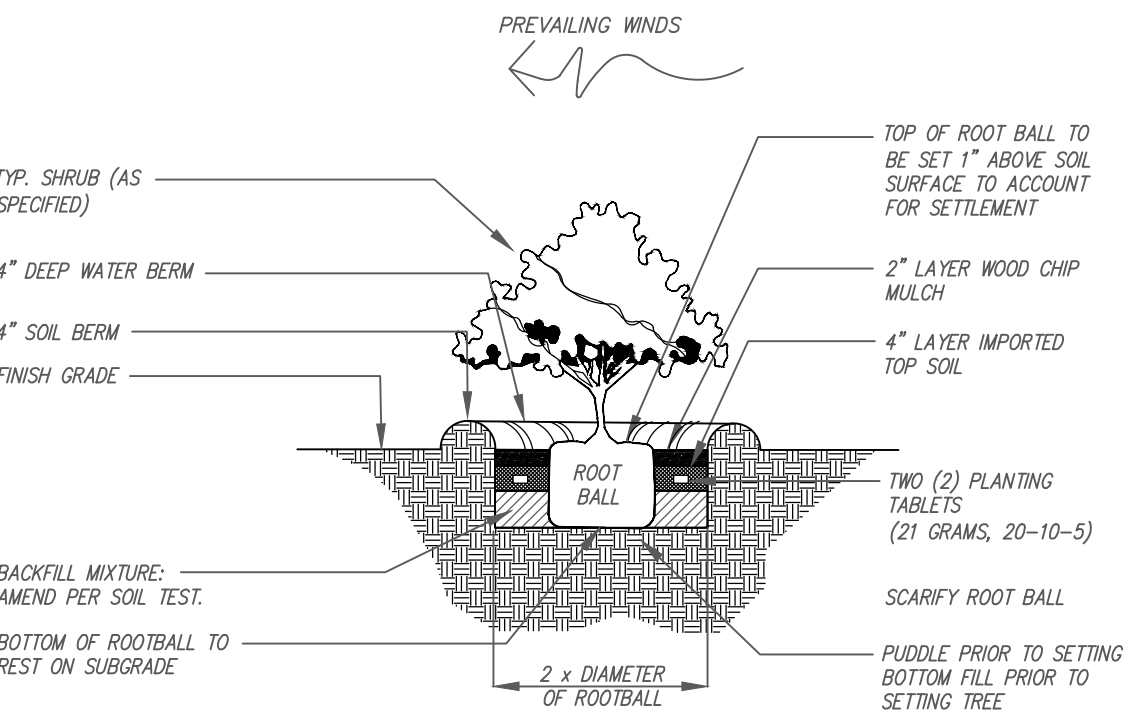 PREVAILING WINDS
TYP. SHRUB (AS
SPECIFIED)
4" DEEP WATER BERM
4" SOIL BERM
FINISH GRADE
BACKFILL MIXTURE:
AMEND PER SOIL TEST.
BOTTOM OF ROOTBALL TO
REST ON SUBGRADE
ROOT
BALL
2 x DIAMETER
OF ROOTBALL
TOP OF ROOT BALL TO
BE SET 1" ABOVE SOIL
SURFACE TO ACCOUNT
FOR SETTLEMENT
2" LAYER WOOD CHIP
MULCH
4" LAYER IMPORTED
TOP SOIL
TWO (2) PLANTING
TABLETS
(21 GRAMS, 20-10-5)
SCARIFY ROOT BALL
PUDDLE PRIOR TO SETTING
BOTTOM FILL PRIOR TO
SETTING TREE